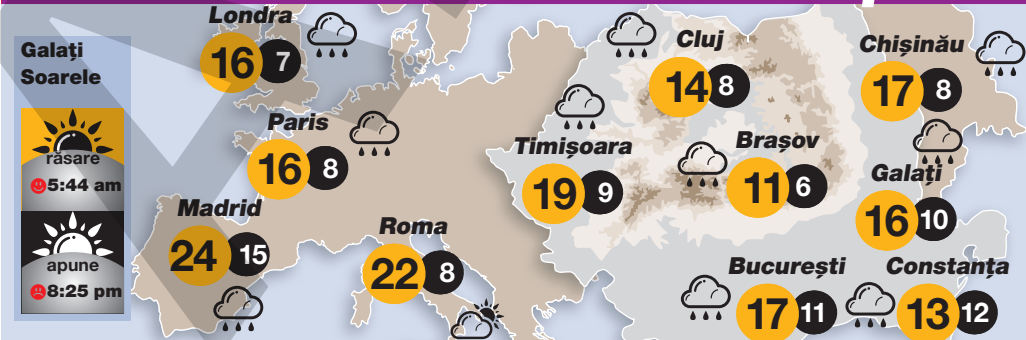 Galați
Soarele
răsare
5:44 am
apune
8:25 pm
Londra
16 7
Paris
16 8
Madrid
24 15
Roma
22 8
Cluj
14 8
Chișinău
17 8
Timișoara
19 9
Brașov
11 6
Galați
16 10
București
17 11
Constanța
13 12